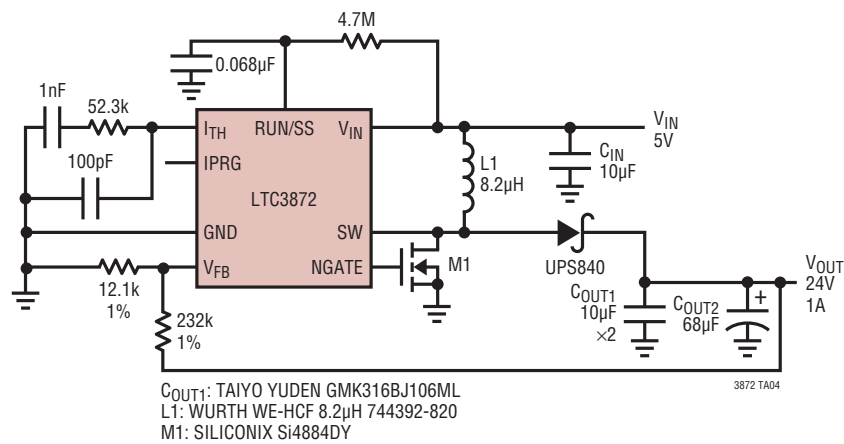 4.7M
0.068µF
1nF
52.3k
100pF
ITH
RUN/SS
VIN
IPRG
LTC3872
GND
SW
VFB
NGATE
L1
8.2µH
CIN
10µF
VIN
5V
M1
UPS840
12.1k
1%
232k
1%
COUT1
10µF
×2
COUT2
68µF
+
VOUT
24V
1A
3872 TA04
COUT1: TAIYO YUDEN GMK316BJ106ML
L1: WURTH WE-HCF 8.2µH 744392-820
M1: SILICONIX Si4884DY